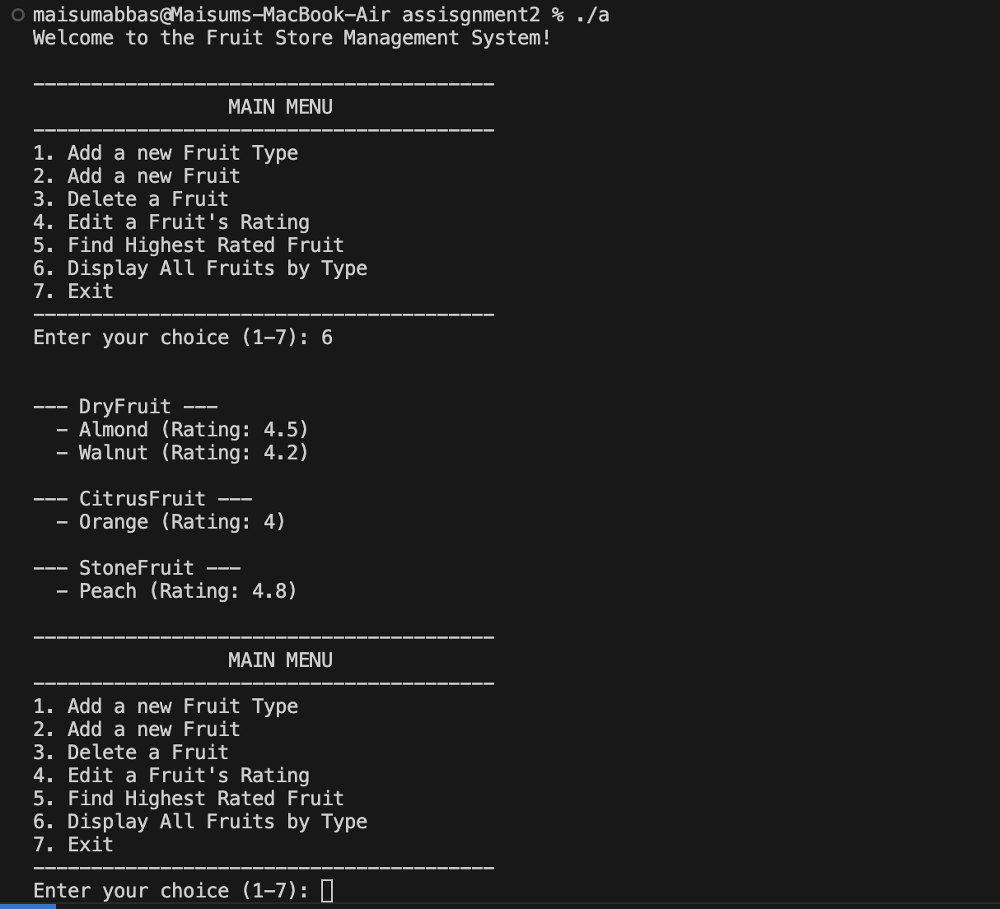 maisumabbas@Maisums-MacBook-Air assisgnment2 % ./a
Welcome to the Fruit Store Management System!
----------------------------------------
MAIN MENU
----------------------------------------
1. Add a new Fruit Type
2. Add a new Fruit
3. Delete a Fruit
4. Edit a Fruit's Rating
5. Find Highest Rated Fruit
6. Display All Fruits by Type
7. Exit
----------------------------------------
Enter your choice (1-7): 6
--- DryFruit ---
- Almond (Rating: 4.5)
- Walnut (Rating: 4.2)
--- CitrusFruit ---
- Orange (Rating: 4)
--- StoneFruit ---
- Peach (Rating: 4.8)
----------------------------------------
MAIN MENU
----------------------------------------
1. Add a new Fruit Type
2. Add a new Fruit
3. Delete a Fruit
4. Edit a Fruit's Rating
5. Find Highest Rated Fruit
6. Display All Fruits by Type
7. Exit
----------------------------------------
Enter your choice (1-7):